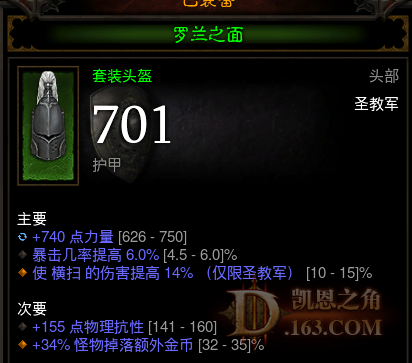 已装备
罗兰之面
套装头盔
头部
701
圣教军
护甲
主要
+740 点力量 [626 - 750]
暴击几率提高 6.0% [4.5 - 6.0]%
使 横扫 的伤害提高 14% （仅限圣教军） [10 - 15]%
次要
+155 点物理抗性 [141 - 160]
+34% 怪物掉落额外金币 [32 - 35]%
凯恩之角
D.163.COM